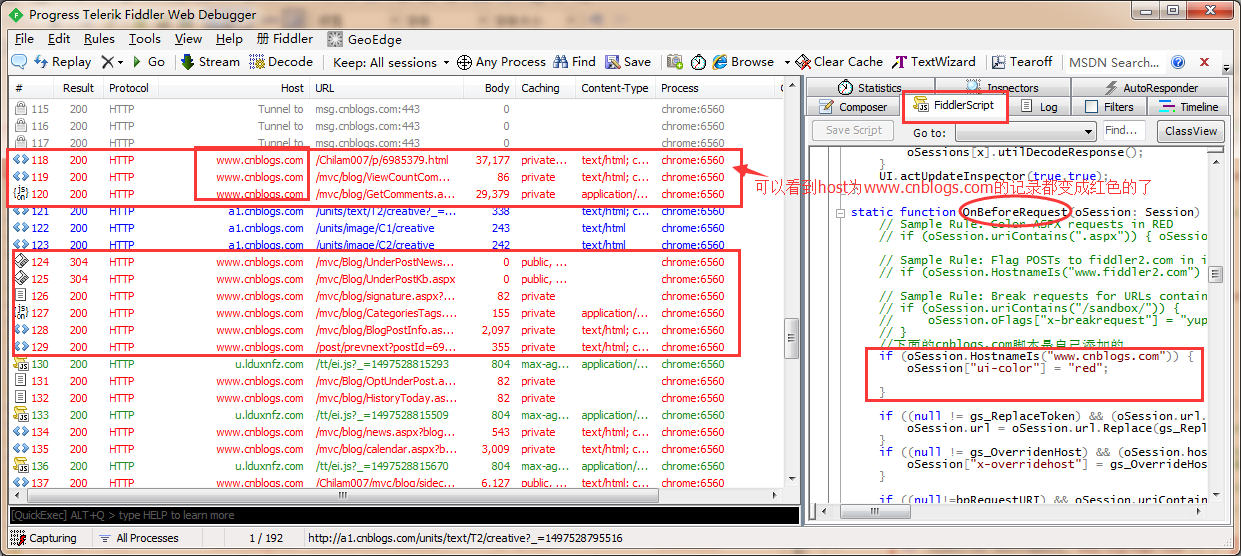 Progress Telerik Fiddler Web Debugger
File Edit Rules Tools View Help 册 Fiddler GeoEdge
Replay Go Stream Decode Keep: All sessions Any Process Find Save Browse Clear Cache TextWizard Tearoff MSDN Search...
# Result Protocol Host URL Body Caching Content-Type Process
115 200 HTTP Tunnel to msg.cnblogs.com:443 0 chrome:6560
116 200 HTTP Tunnel to msg.cnblogs.com:443 0 chrome:6560
117 200 HTTP Tunnel to msg.cnblogs.com:443 0 chrome:6560
118 200 HTTP www.cnblogs.com /Chilam007/p/6985379.html 37,177 private... text/html; c... chrome:6560
119 200 HTTP www.cnblogs.com /mvc/blog/ViewCountCom... 86 private text/html; c... chrome:6560
120 200 HTTP www.cnblogs.com /mvc/blog/GetComments.a... 29,379 private application/... chrome:6560
121 200 HTTP a1.cnblogs.com /units/text/T2/creative?_=... 338 text/html chrome:6560
122 200 HTTP a1.cnblogs.com /units/image/C1/creative 243 text/html chrome:6560
123 200 HTTP a1.cnblogs.com /units/image/C2/creative 242 text/html chrome:6560
124 304 HTTP www.cnblogs.com /mvc/Blog/UnderPostNews... 0 public, ... chrome:6560
125 304 HTTP www.cnblogs.com /mvc/Blog/UnderPostKb.aspx 0 public, ... chrome:6560
126 200 HTTP www.cnblogs.com /mvc/blog/signature.aspx?... 82 private chrome:6560
127 200 HTTP www.cnblogs.com /mvc/blog/CategoriesTags.... 155 private application/... chrome:6560
128 200 HTTP www.cnblogs.com /mvc/blog/BlogPostInfo.as... 2,097 private text/html; c... chrome:6560
129 200 HTTP www.cnblogs.com /post/prevnext?postId=69... 355 private text/html; c... chrome:6560
130 200 HTTP u.lduxnfz.com /tt/ei.js?_=1497528815... 804 max-ag... application/... chrome:6560
131 200 HTTP www.cnblogs.com /mvc/Blog/OptUnderPost.a... 82 private chrome:6560
132 200 HTTP www.cnblogs.com /mvc/Blog/HistoryToday.as... 82 private chrome:6560
133 200 HTTP u.lduxnfz.com /tt/ei.js?_=1497528815509 804 max-ag... application/... chrome:6560
134 200 HTTP www.cnblogs.com /mvc/blog/news.aspx?blog... 543 private text/html; c... chrome:6560
135 200 HTTP www.cnblogs.com /mvc/blog/calendar.aspx?b... 3,009 private text/html; c... chrome:6560
136 200 HTTP u.lduxnfz.com /tt/ei.js?_=1497528815670 804 max-ag... application/... chrome:6560
137 200 HTTP www.cnblogs.com /Chilam007/mvc/blog/sidec... 6,127 public, ... text/html; c... chrome:6560
可以看到host为www.cnblogs.com的记录都变成红色的了
Statistics Inspectors AutoResponder
Composer FiddlerScript Log Filters Timeline
Save Script Go to: Find... ClassView
oSessions[x].utilDecodeResponse();
}
UI.actUpdateInspector(true,true);
static function OnBeforeRequest(oSession: Session)
// Sample Rule: Color ASPX requests in RED
// if (oSession.uriContains(".aspx")) { oSession
// Sample Rule: Flag POSTs to fiddler2.com in i
// if (oSession.HostnameIs("www.fiddler2.com")
// Sample Rule: Break requests for URLs contain
// if (oSession.uriContains("/sandbox/")) {
// oSession.oFlags["x-breakrequest"] = "yup
// }
//下面的cnblogs.com脚本是自己添加的
if (oSession.HostnameIs("www.cnblogs.com")) {
oSession["ui-color"] = "red";
}
if ((null != gs_ReplaceToken) && (oSession.url.
oSession.url = oSession.url.Replace(gs_Repl
}
if ((null != gs_OverridenHost) && (oSession.hos
oSession["x-overridehost"] = gs_OverrideHos
}
if ((null!=bpRequestURI) && oSession.uriContain
[QuickExec] ALT+Q > type HELP to learn more
Capturing All Processes 1 / 192 http://a1.cnblogs.com/units/text/T2/creative?_=1497528795516